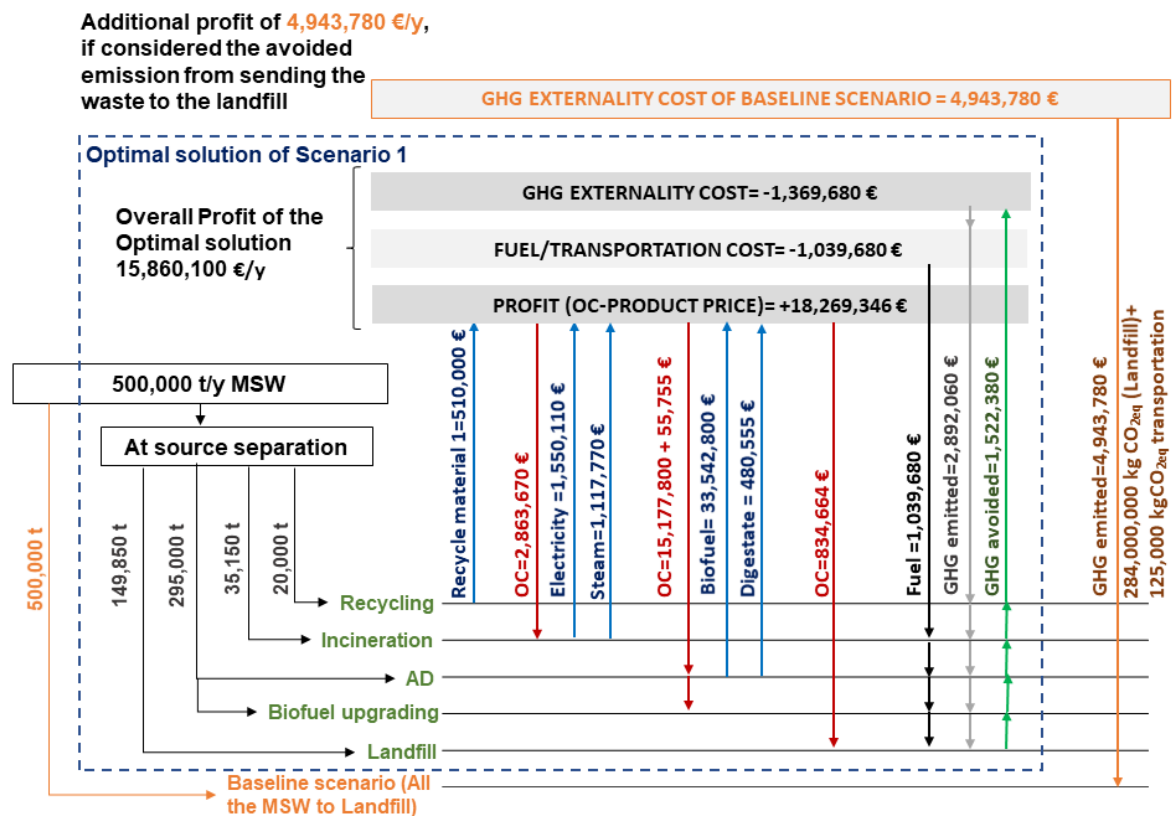 Additional profit of 4,943,780 €/y,
if considered the avoided
emission from sending the
waste to the landfill
GHG EXTERNALITY COST OF BASELINE SCENARIO = 4,943,780 €
Optimal solution of Scenario 1
GHG EXTERNALITY COST= -1,369,680 €
Overall Profit of the
Optimal solution
15,860,100 €/y
FUEL/TRANSPORTATION COST= -1,039,680 €
PROFIT (OC-PRODUCT PRICE)= +18,269,346 €
500,000 t/y MSW
At source separation
500,000 t
149,850 t
295,000 t
35,150 t
20,000 t
Recycle material 1=510,000 €
OC=2,863,670 €
Electricity =1,550,110 €
Steam=1,117,770 €
OC=15,177,800 + 55,755 €
Biofuel= 33,542,800 €
Digestate = 480,555 €
OC=834,664 €
Fuel =1,039,680 €
GHG emitted=2,892,060 €
GHG avoided=1,522,380 €
GHG emitted=4,943,780 €
284,000,000 kg CO2eq (Landfill)+
125,000 kgCO2eq transportation
Recycling
Incineration
AD
Biofuel upgrading
Landfill
Baseline scenario (All
the MSW to Landfill)